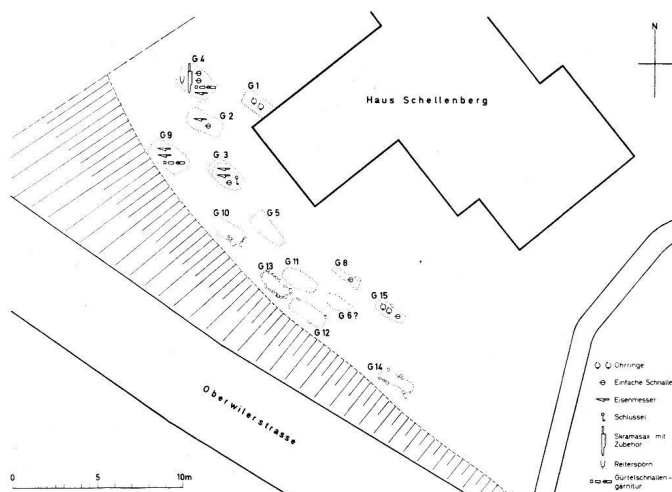 G 4
G 1
N
Haus Schellenberg
G 2
G 9
G 3
G 10
G 5
G 13
G 11
G 8
G 15
G 6 ?
G 12
G 14
Oberwilerstrasse
0 5 10m
Ohrringe
Einfache Schnalle
Eisenmesser
Schlüssel
Skramasax mit
Zubehör
Reitersporn
Gürtelschnallen-
garnitur